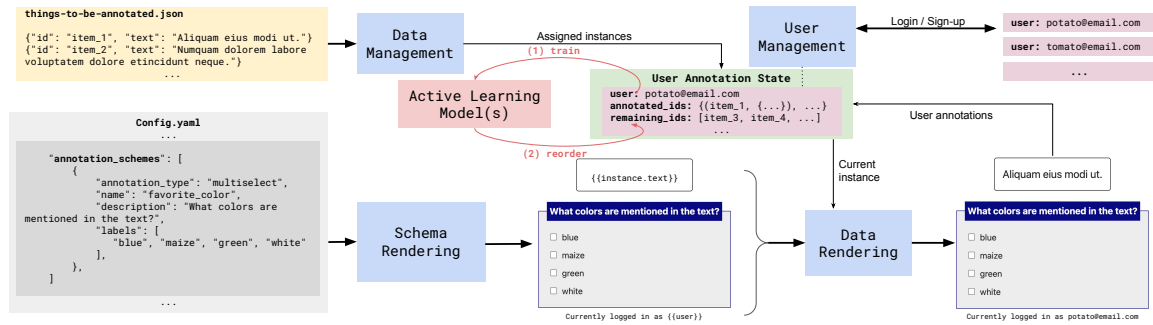 things-to-be-annotated.json
{"id": "item_1", "text": "Aliquam eius modi ut."}
{"id": "item_2", "text": "Numquam dolorem labore
voluptatem dolore etincidunt neque."}
...
Data
Management
Assigned instances
User
Management
Login / Sign-up
user: potato@email.com
user: tomato@email.com
...
(1) train
Active Learning
Model(s)
(2) reorder
User Annotation State
user: potato@email.com
annotated_ids: {(item_1, {...}), ...}
remaining_ids: [item_3, item_4, ...]
...
User annotations
Config.yaml
...
"annotation_schemes": [
{
"annotation_type": "multiselect",
"name": "favorite_color",
"description": "What colors are
mentioned in the text?",
"labels": [
"blue", "maize", "green", "white"
],
},
]
...
Schema
Rendering
{{instance.text}}
What colors are mentioned in the text?
blue
maize
green
white
Currently logged in as {{user}}
Current
instance
Data
Rendering
Aliquam eius modi ut.
What colors are mentioned in the text?
blue
maize
green
white
Currently logged in as potato@email.com